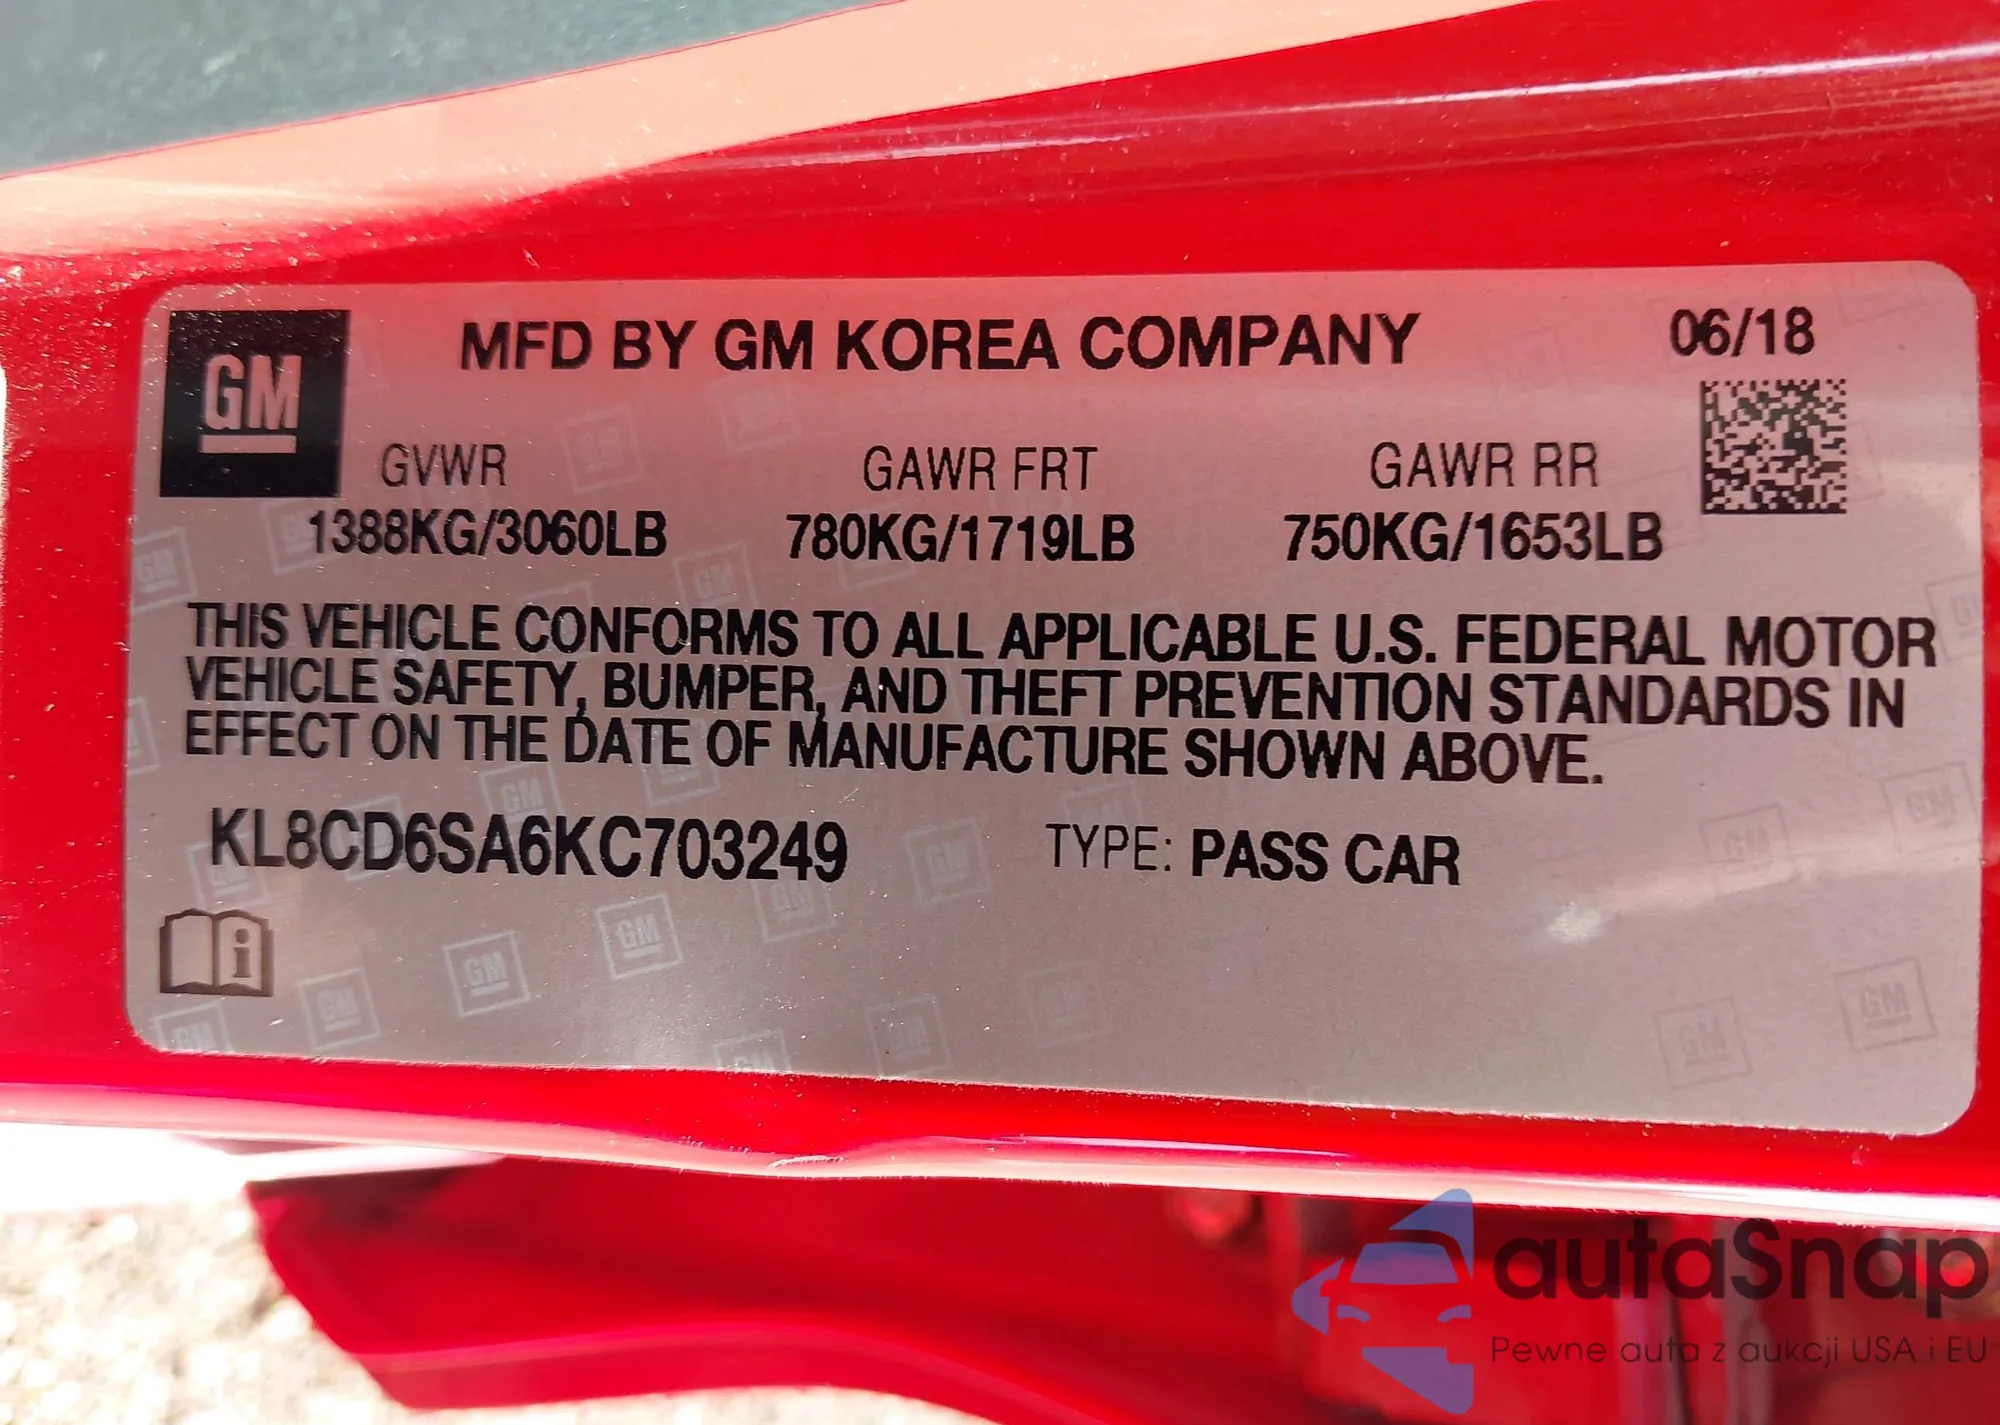 GM
MFD BY GM KOREA COMPANY
06/18
GVWR
GAWR FRT
GAWR RR
1388KG/3060LB
780KG/1719LB
750KG/1653LB
THIS VEHICLE CONFORMS TO ALL APPLICABLE U.S. FEDERAL MOTOR
VEHICLE SAFETY, BUMPER, AND THEFT PREVENTION STANDARDS IN
EFFECT ON THE DATE OF MANUFACTURE SHOWN ABOVE.
KL8CD6SA6KC703249
TYPE: PASS CAR
i
autaSnap
Pewne auta z aukcji USA i EU